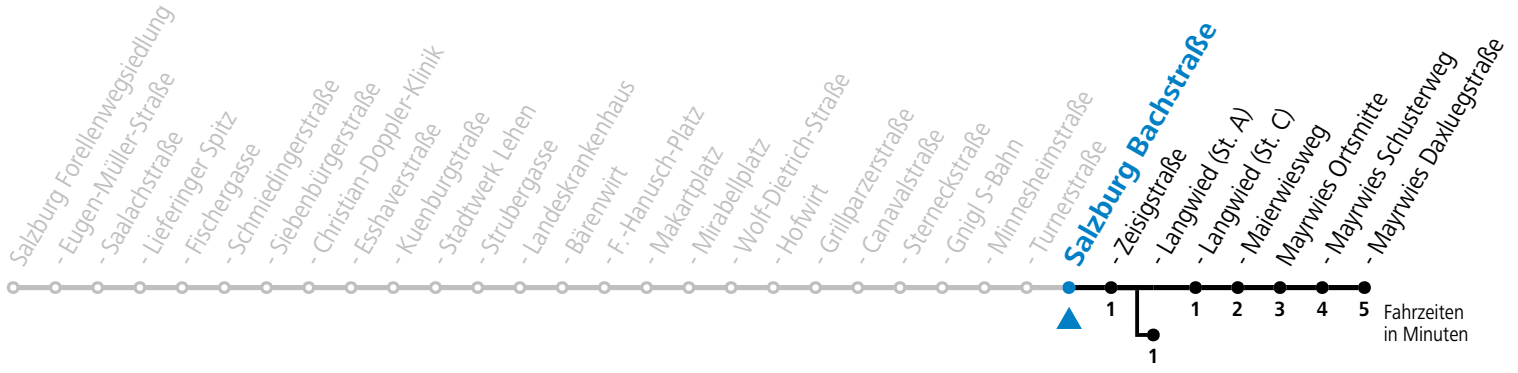 Salzburg Forellenwegsiedlung
- Eugen-Müller-Straße
- Saalachstraße
- Lieferinger Spitz
- Fischergasse
- Schmiedingerstraße
- Siebenbürgerstraße
- Christian-Doppler-Klinik
- Esshaverstraße
- Kuenburgstraße
- Stadtwerk Lehen
- Strubergasse
- Landeskrankenhaus
- Bärenwirt
- F.-Hanusch-Platz
- Makartplatz
- Mirabellplatz
- Wolf-Dietrich-Straße
- Hofwirt
- Grillparzerstraße
- Canavalstraße
- Sterneckstraße
- Gnigl S-Bahn
- Minnesheimstraße
- Turnerstraße
Salzburg Bachstraße
- Zeisigstraße
- Langwied (St. A)
- Langwied (St. C)
- Maierwiesweg
Mayrwies Ortsmitte
- Mayrwies Schusterweg
- Mayrwies Daxluegstraße
1 1 2 3 4 5
Fahrzeiten
in Minuten
1